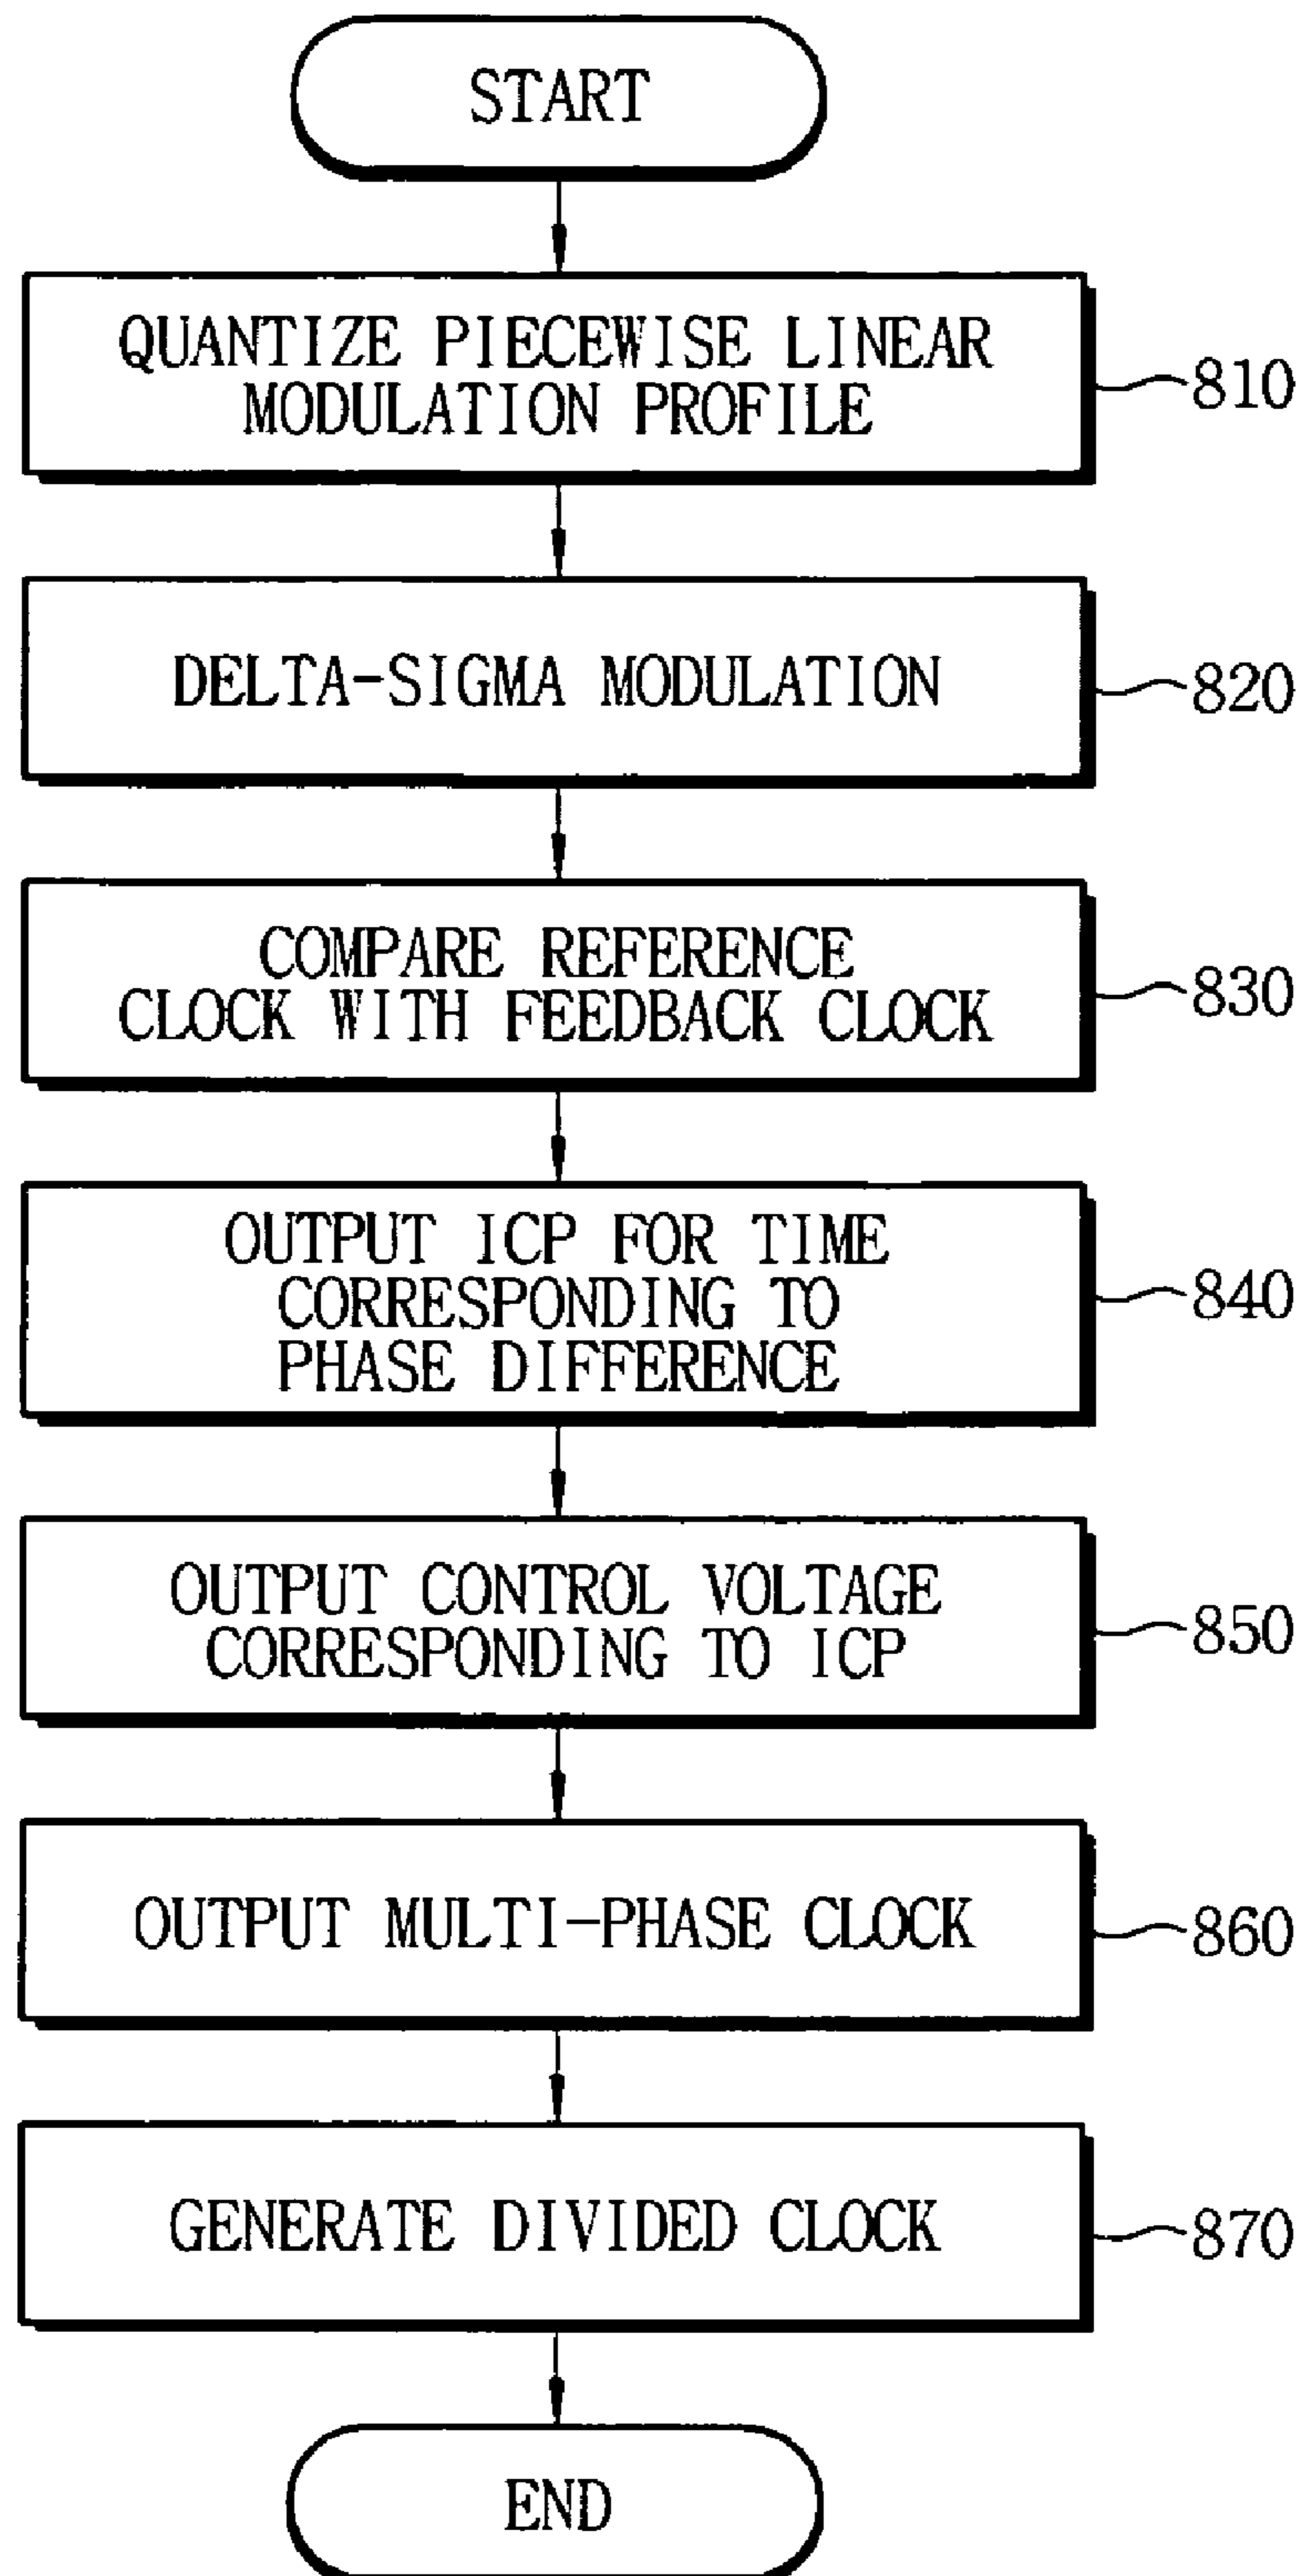 START
QUANTIZE PIECEWISE LINEAR
MODULATION PROFILE
810
DELTA-SIGMA MODULATION
820
COMPARE REFERENCE
CLOCK WITH FEEDBACK CLOCK
830
OUTPUT ICP FOR TIME
CORRESPONDING TO
PHASE DIFFERENCE
840
OUTPUT CONTROL VOLTAGE
CORRESPONDING TO ICP
850
OUTPUT MULTI-PHASE CLOCK
860
GENERATE DIVIDED CLOCK
870
END